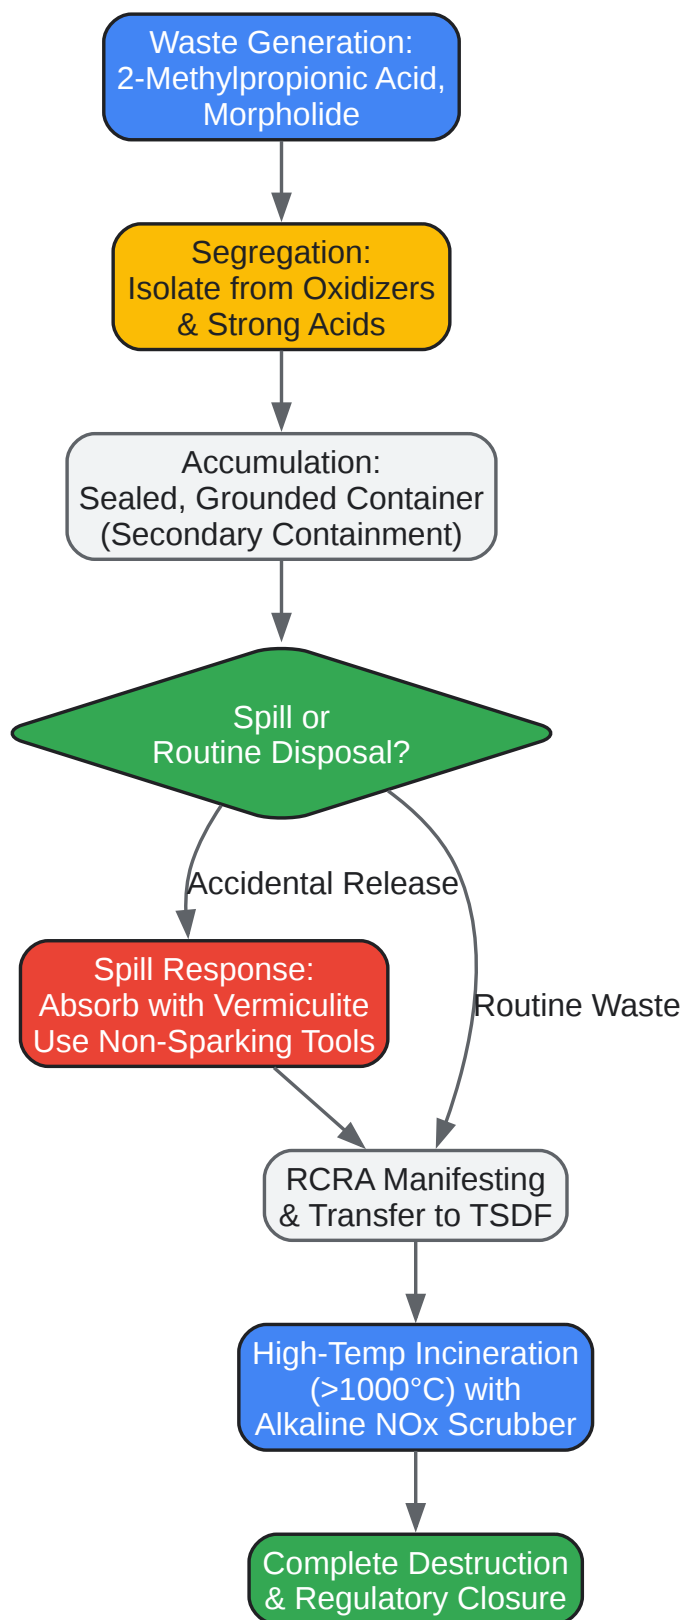 Waste Generation:
2-Methylpropionic Acid,
Morpholide
Segregation:
Isolate from Oxidizers
& Strong Acids
Accumulation:
Sealed, Grounded Container
(Secondary Containment)
Spill or
Routine Disposal?
Accidental Release
Spill Response:
Absorb with Vermiculite
Use Non-Sparking Tools
Routine Waste
RCRA Manifesting
& Transfer to TSDF
High-Temp Incineration
(>1000°C) with
Alkaline NOx Scrubber
Complete Destruction
& Regulatory Closure